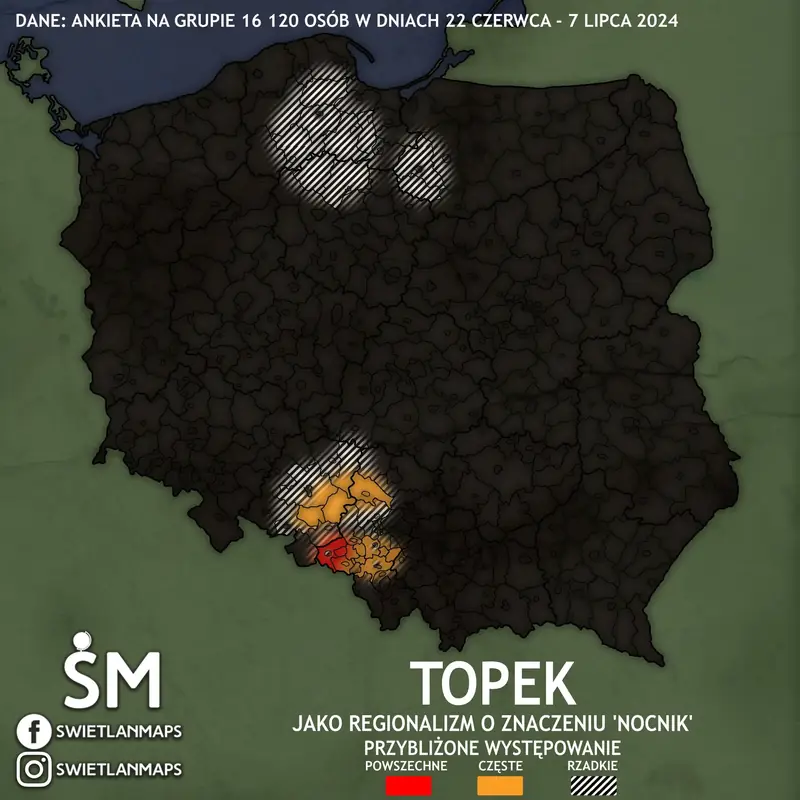 DANE: ANKIETA NA GRUPIE 16 120 OSÓB W DNIACH 22 CZERWCA - 7 LIPCA 2024
ŚM
SWIETLANMAPS
SWIETLANMAPS
TOPEK
JAKO REGIONALIZM O ZNACZENIU 'NOCNIK'
PRZYBLIŻONE WYSTĘPOWANIE
POWSZECHNE CZĘSTE RZADKIE